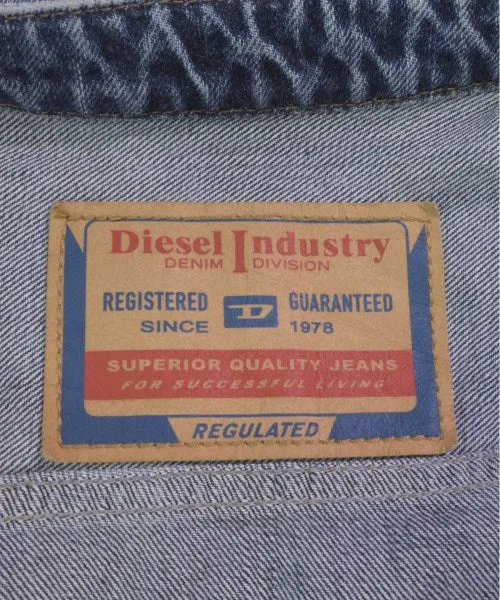 Diesel Industry
DENIM DIVISION
REGISTERED D GUARANTEED
SINCE 1978
SUPERIOR QUALITY JEANS
FOR SUCCESSFUL LIVING
REGULATED